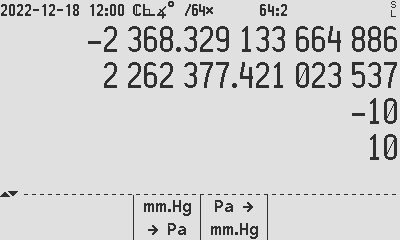 2022-12-18 12:00 ℂ⊾∡° /64× 64:2 S L
-2 368.329 133 664 886
2 262 377.421 023 537
-10
10
mm.Hg Pa →
→ Pa mm.Hg